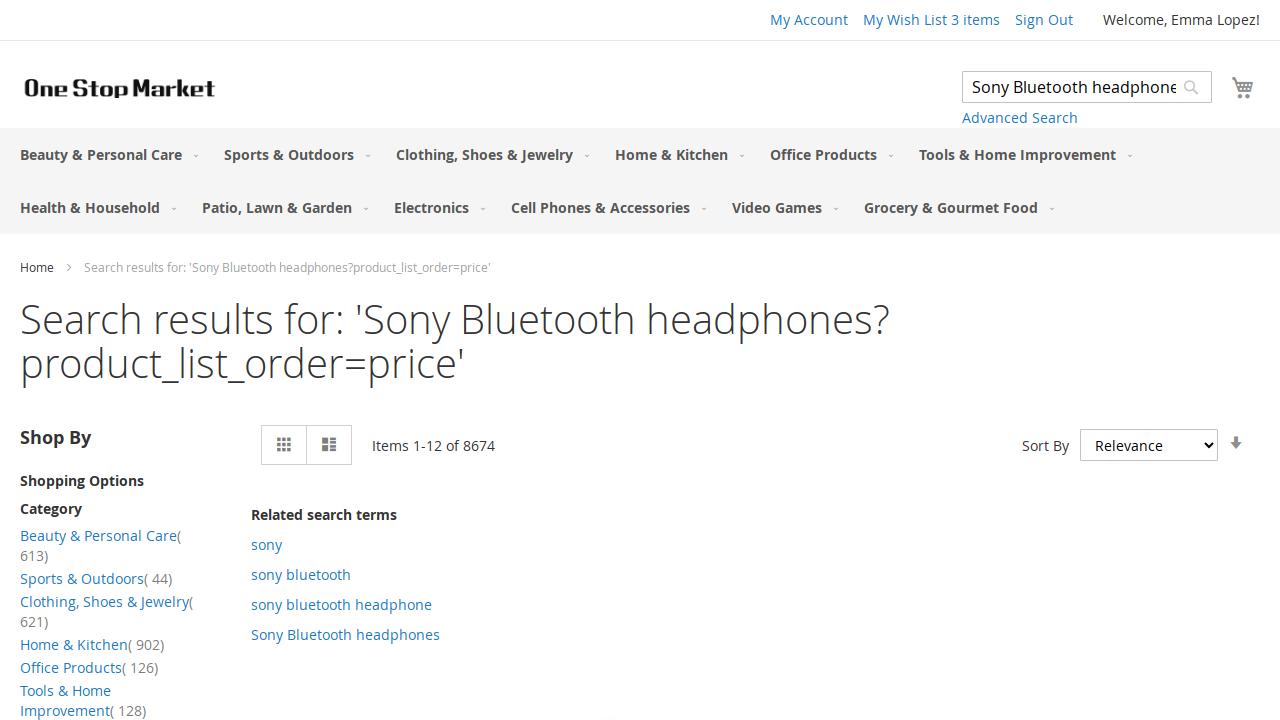 My Account My Wish List 3 items Sign Out Welcome, Emma Lopez!
One Stop Market
Sony Bluetooth headphone
Advanced Search
Beauty & Personal Care Sports & Outdoors Clothing, Shoes & Jewelry Home & Kitchen Office Products Tools & Home Improvement
Health & Household Patio, Lawn & Garden Electronics Cell Phones & Accessories Video Games Grocery & Gourmet Food
Home Search results for: 'Sony Bluetooth headphones?product_list_order=price'
Search results for: 'Sony Bluetooth headphones?
product_list_order=price'
Shop By
Items 1-12 of 8674
Sort By Relevance
Shopping Options
Category
Beauty & Personal Care(
613)
Sports & Outdoors( 44)
Clothing, Shoes & Jewelry(
621)
Home & Kitchen( 902)
Office Products( 126)
Tools & Home
Improvement( 128)
Related search terms
sony
sony bluetooth
sony bluetooth headphone
Sony Bluetooth headphones